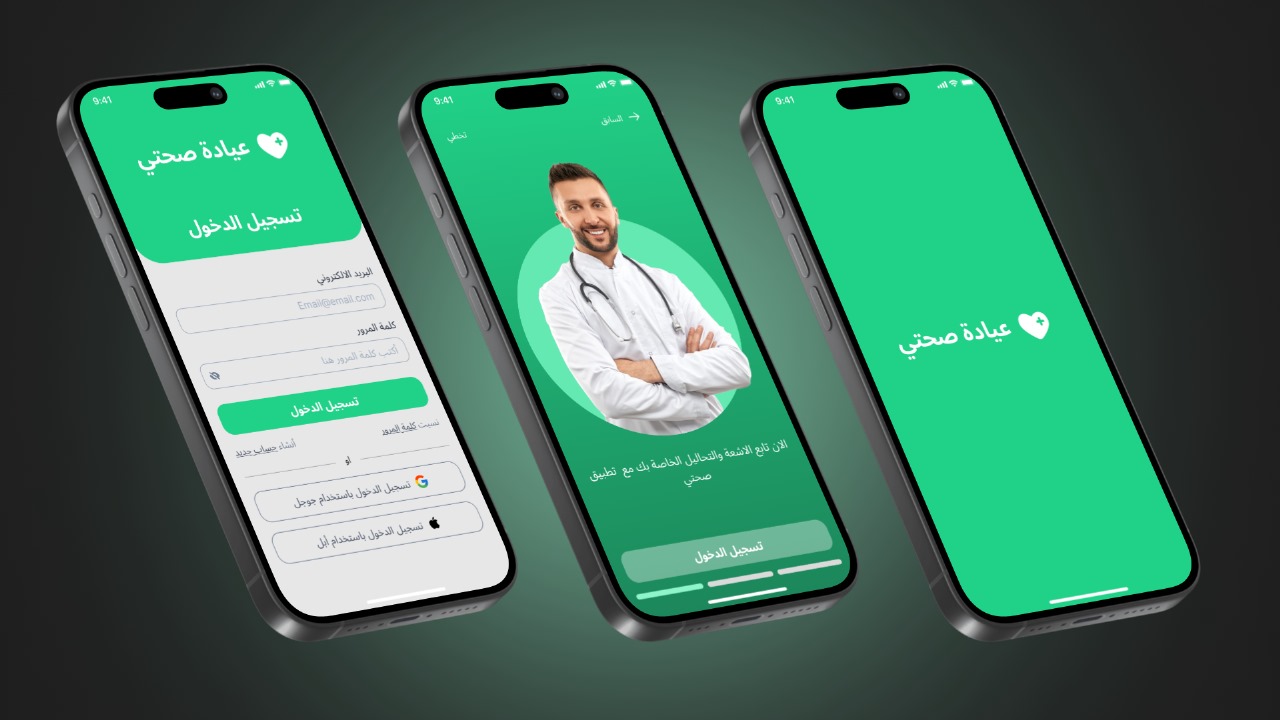 9:41
عيادة صحتي
تسجيل الدخول
البريد الالكتروني
Email@email.com
كلمة المرور
أكتب كلمة المرور هنا
تسجيل الدخول
نسيت كلمة المرور
أنشاء حساب جديد
او
تسجيل الدخول باستخدام جوجل
تسجيل الدخول باستخدام أبل
9:41
السابق
تخطي
الان تابع الاشعة والتحاليل الخاصة بك مع تطبيق
صحتي
تسجيل الدخول
9:41
عيادة صحتي